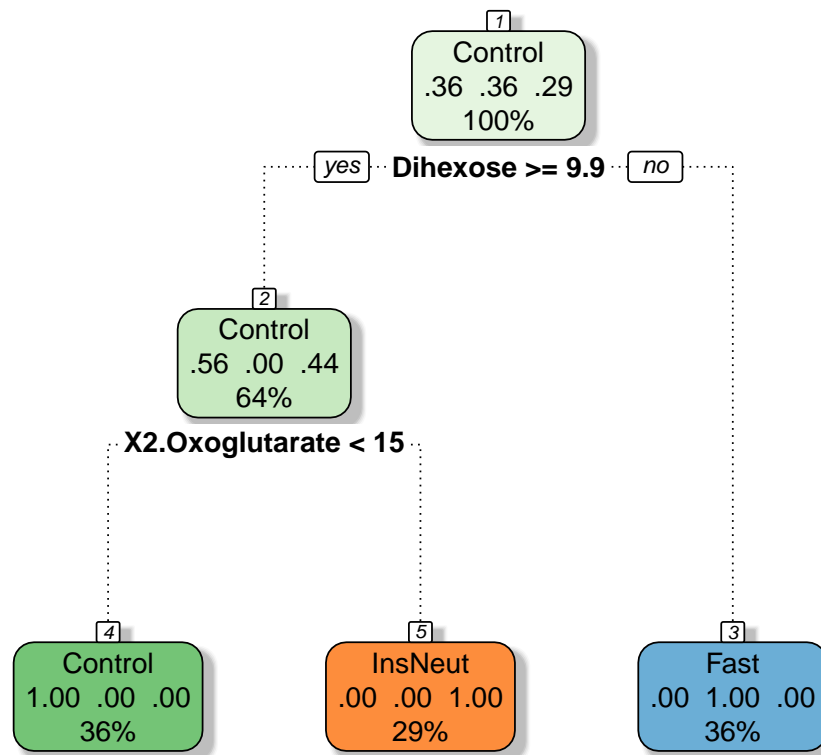 1
Control
.36 .36 .29
100%
yes Dihexose >= 9.9 no
2
Control
.56 .00 .44
64%
X2.Oxoglutarate < 15
4
Control
1.00 .00 .00
36%
5
InsNeut
.00 .00 1.00
29%
3
Fast
.00 1.00 .00
36%